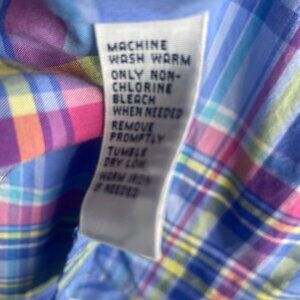 MACHINE
WASH WARM
ONLY NON-
CHLORINE
BLEACH
WHEN NEEDED
REMOVE
PROMPTLY
TUMBLE
DRY LOW
WARM IRON
IF NEEDED